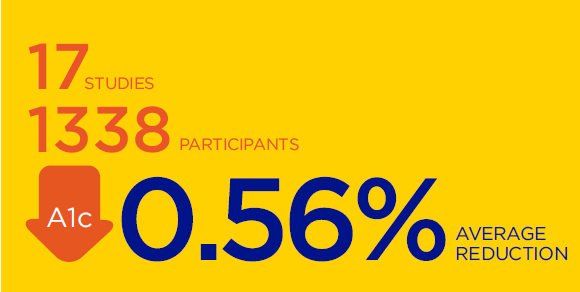 17 STUDIES
1338 PARTICIPANTS
A1c 0.56% AVERAGE
REDUCTION